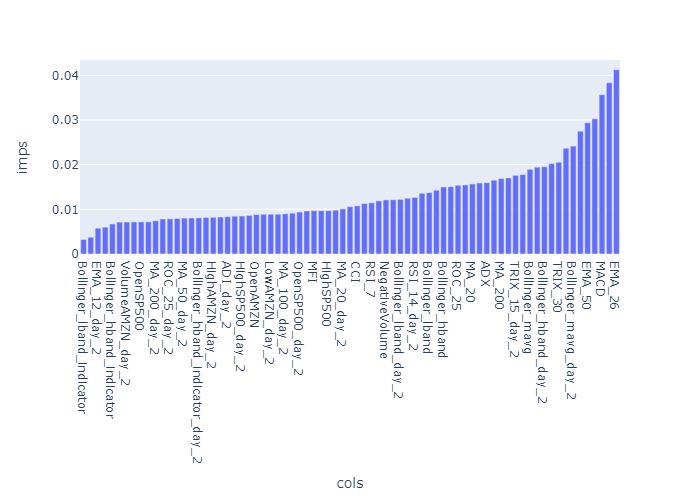 0.04
0.03
0.02
0.01
0
imps
Bollinger_lband_indicator
EMA_12_day_2
Bollinger_hband_indicator
VolumeAMZN_day_2
OpenSP500
MA_200_day_2
ROC_25_day_2
MA_50_day_2
Bollinger_hband_indicator_day_2
HighAMZN_day_2
ADI_day_2
HighSP500_day_2
OpenAMZN
LowAMZN_day_2
MA_100_day_2
OpenSP500_day_2
MFI
HighSP500
MA_20_day_2
CCI
RSI_7
NegativeVolume
Bollinger_lband_day_2
RSI_14_day_2
Bollinger_lband
Bollinger_hband
ROC_25
MA_20
ADX
MA_200
TRIX_15_day_2
Bollinger_mavg
Bollinger_hband_day_2
TRIX_30
Bollinger_mavg_day_2
EMA_50
MACD
EMA_26
cols